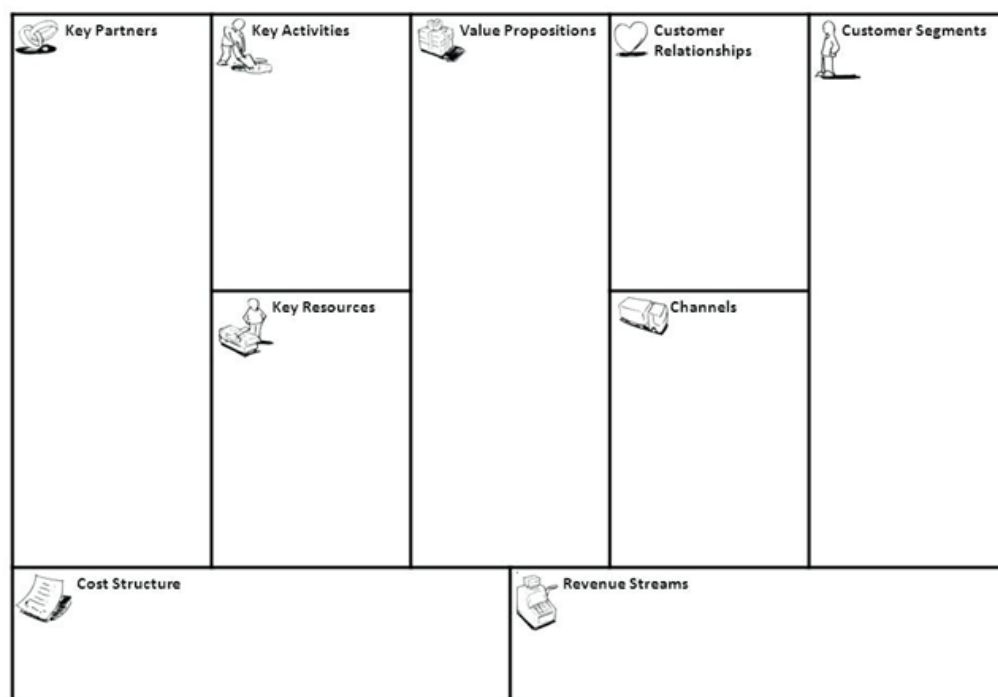 Key Partners
Key Activities
Value Propositions
Customer
Relationships
Customer Segments
Key Resources
Channels
Cost Structure
Revenue Streams